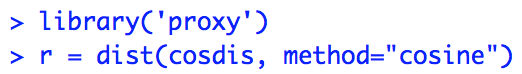 > library('proxy')
> r = dist(cosdis, method="cosine")